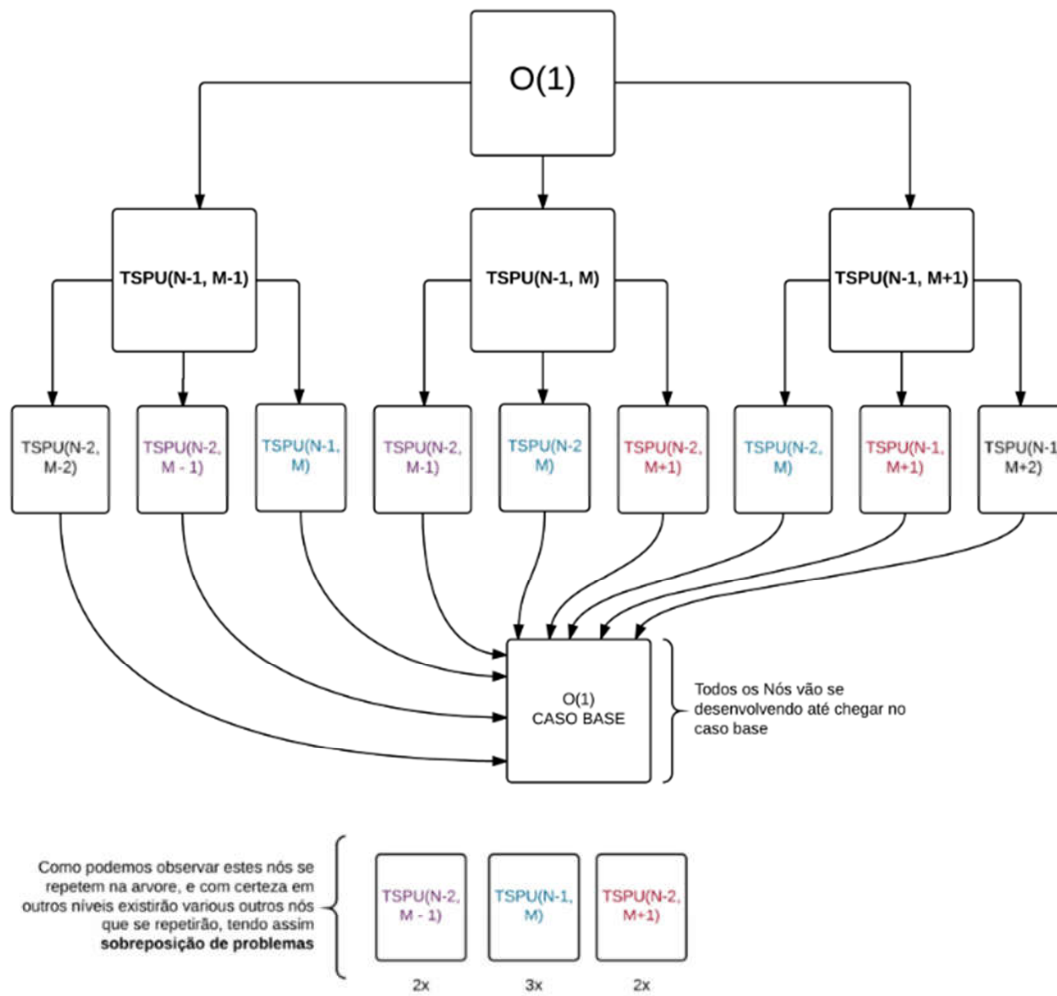 O(1)
TSPU(N-1, M-1)
TSPU(N-1, M)
TSPU(N-1, M+1)
TSPU(N-2,
M-2)
TSPU(N-2,
M - 1)
TSPU(N-1,
M)
TSPU(N-2,
M-1)
TSPU(N-2
M)
TSPU(N-2,
M+1)
TSPU(N-2,
M)
TSPU(N-1,
M+1)
TSPU(N-1
M+2)
O(1)
CASO BASE
Todos os Nós vão se
desenvolvendo até chegar no
caso base
Como podemos observar estes nós se
repetem na arvore, e com certeza em
outros níveis existirão various outros nós
que se repetirão, tendo assim
sobreposição de problemas
TSPU(N-2,
M - 1)
TSPU(N-1,
M)
TSPU(N-2,
M+1)
2x
3x
2x